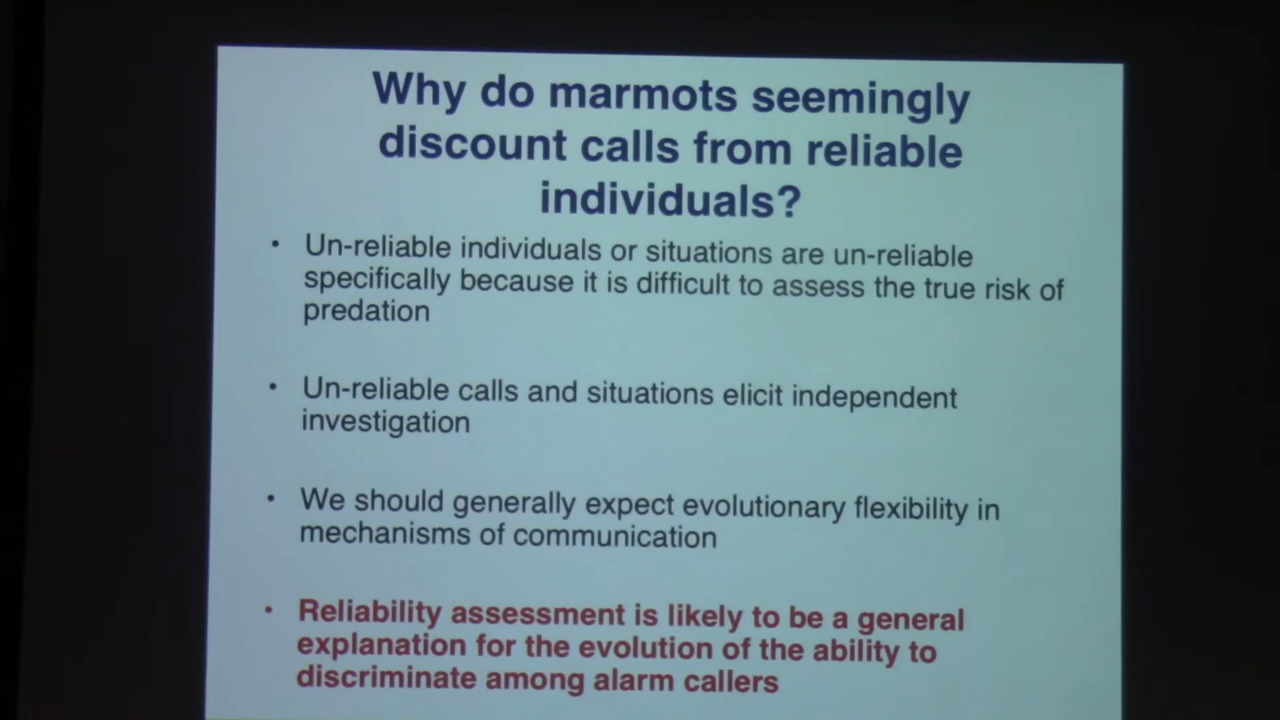 Why do marmots seemingly
discount calls from reliable
individuals?
• Un-reliable individuals or situations are un-reliable
specifically because it is difficult to assess the true risk of
predation
• Un-reliable calls and situations elicit independent
investigation
• We should generally expect evolutionary flexibility in
mechanisms of communication
• Reliability assessment is likely to be a general
explanation for the evolution of the ability to
discriminate among alarm callers